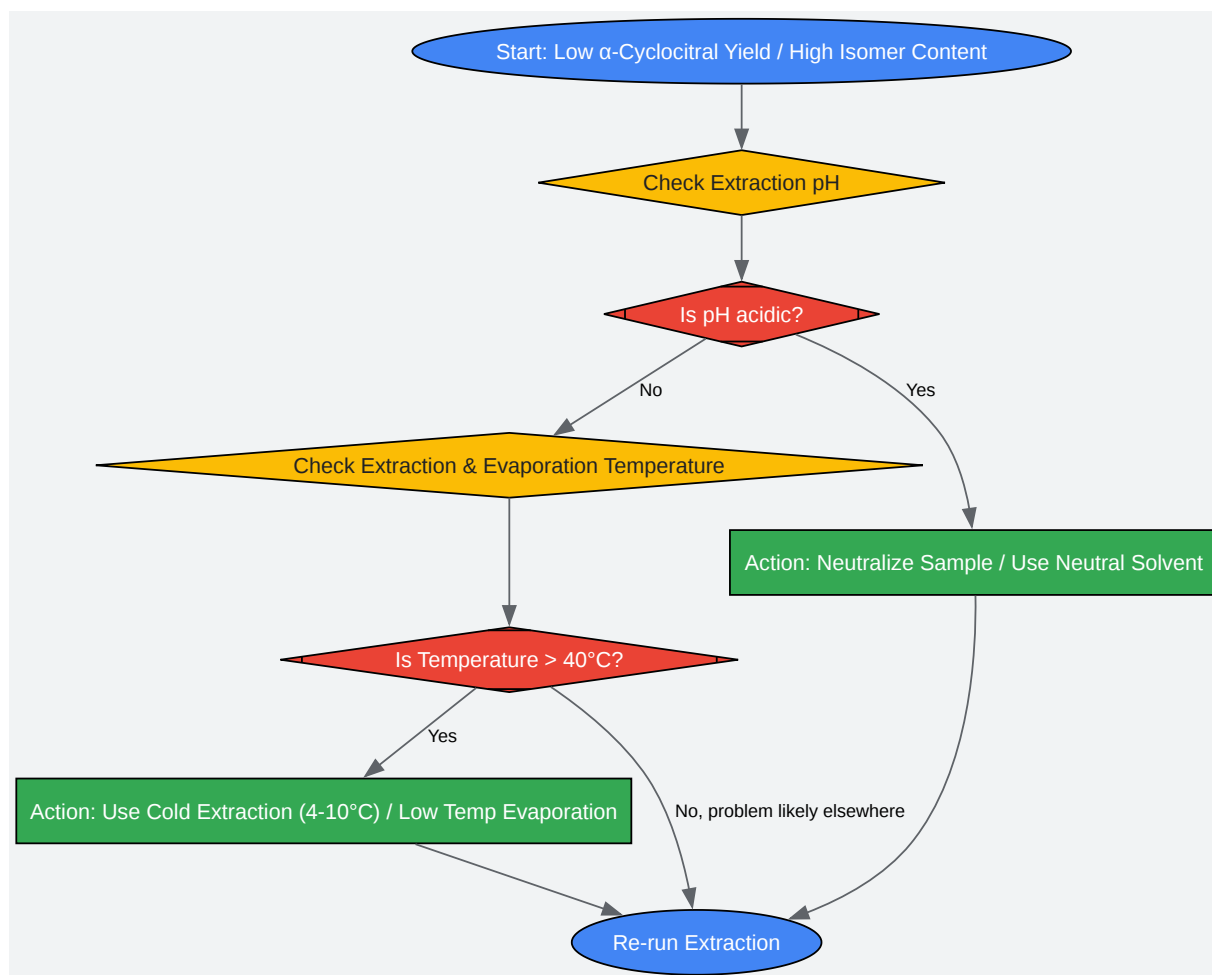 Start: Low α-Cyclocitral Yield / High Isomer Content
Check Extraction pH
Is pH acidic?
No
Yes
Check Extraction & Evaporation Temperature
Action: Neutralize Sample / Use Neutral Solvent
Is Temperature > 40°C?
Yes
Action: Use Cold Extraction (4-10°C) / Low Temp Evaporation
No, problem likely elsewhere
Re-run Extraction